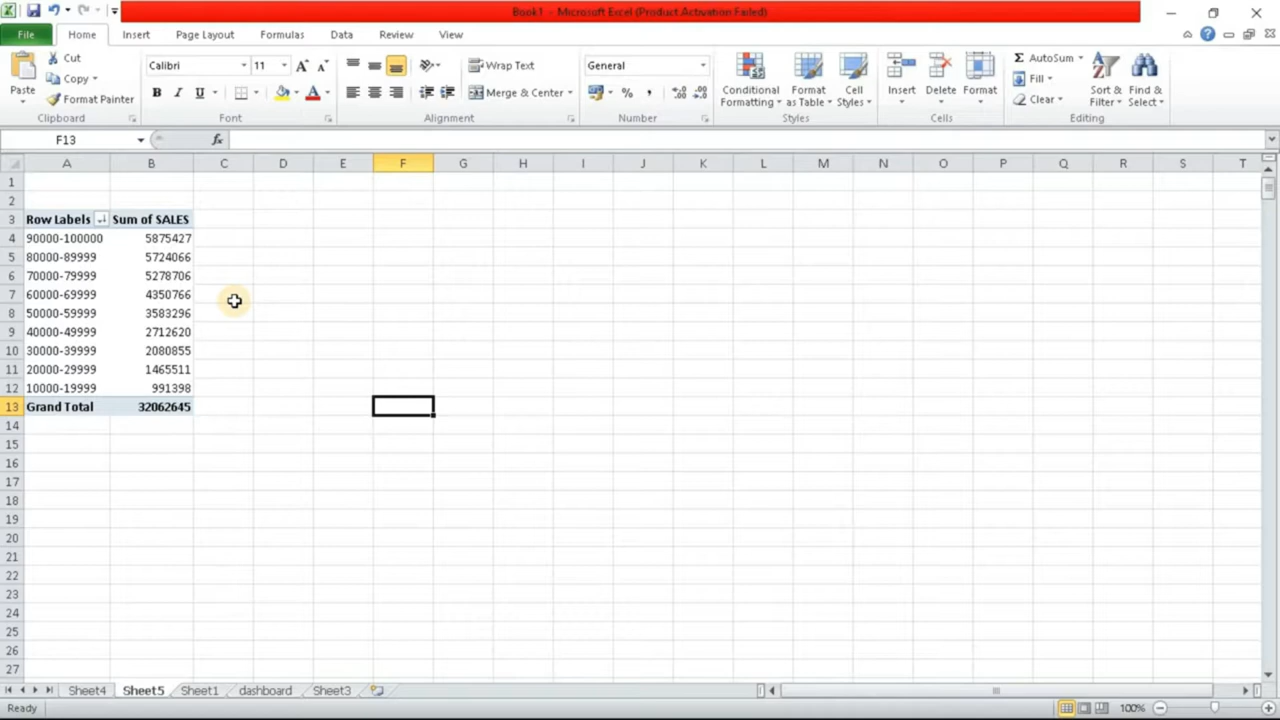 Book1 - Microsoft Excel (Product Activation Failed)
File Home Insert Page Layout Formulas Data Review View
Cut
Copy
Format Painter
Paste
Clipboard
Calibri 11
B I U
Font
Wrap Text
Merge & Center
Alignment
General
% ,
Number
Conditional Formatting
Format as Table
Cell Styles
Styles
Insert Delete Format
Cells
Σ AutoSum
Fill
Clear
Sort & Filter
Find & Select
Editing
F13 fx
A B C D E F G H I J K L M N O P Q R S T
1
2
3 Row Labels Sum of SALES
4 90000-100000 5875427
5 80000-89999 5724066
6 70000-79999 5278706
7 60000-69999 4350766
8 50000-59999 3583296
9 40000-49999 2712620
10 30000-39999 2080855
11 20000-29999 1465511
12 10000-19999 991398
13 Grand Total 32062645
14
15
16
17
18
19
20
21
22
23
24
25
26
27
Sheet4 Sheet5 Sheet1 dashboard Sheet3
Ready 100%